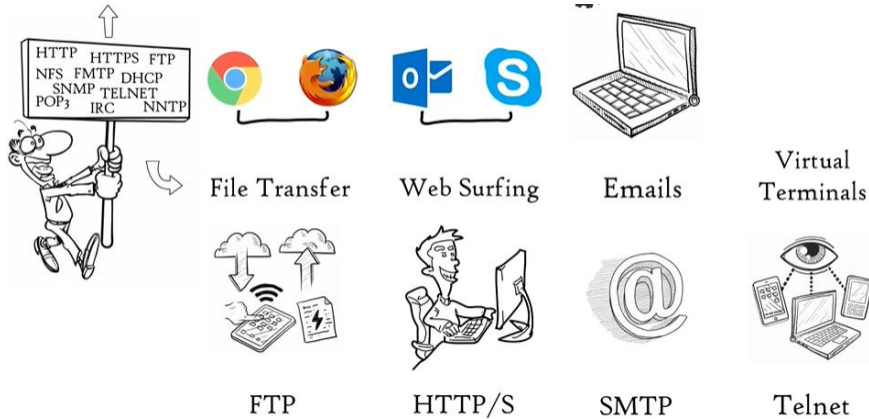 HTTP HTTPS FTP
NFS FMTP DHCP
SNMP TELNET
POP3 IRC NNTP
File Transfer
Web Surfing
Emails
Virtual
Terminals
FTP
HTTP/S
SMTP
Telnet